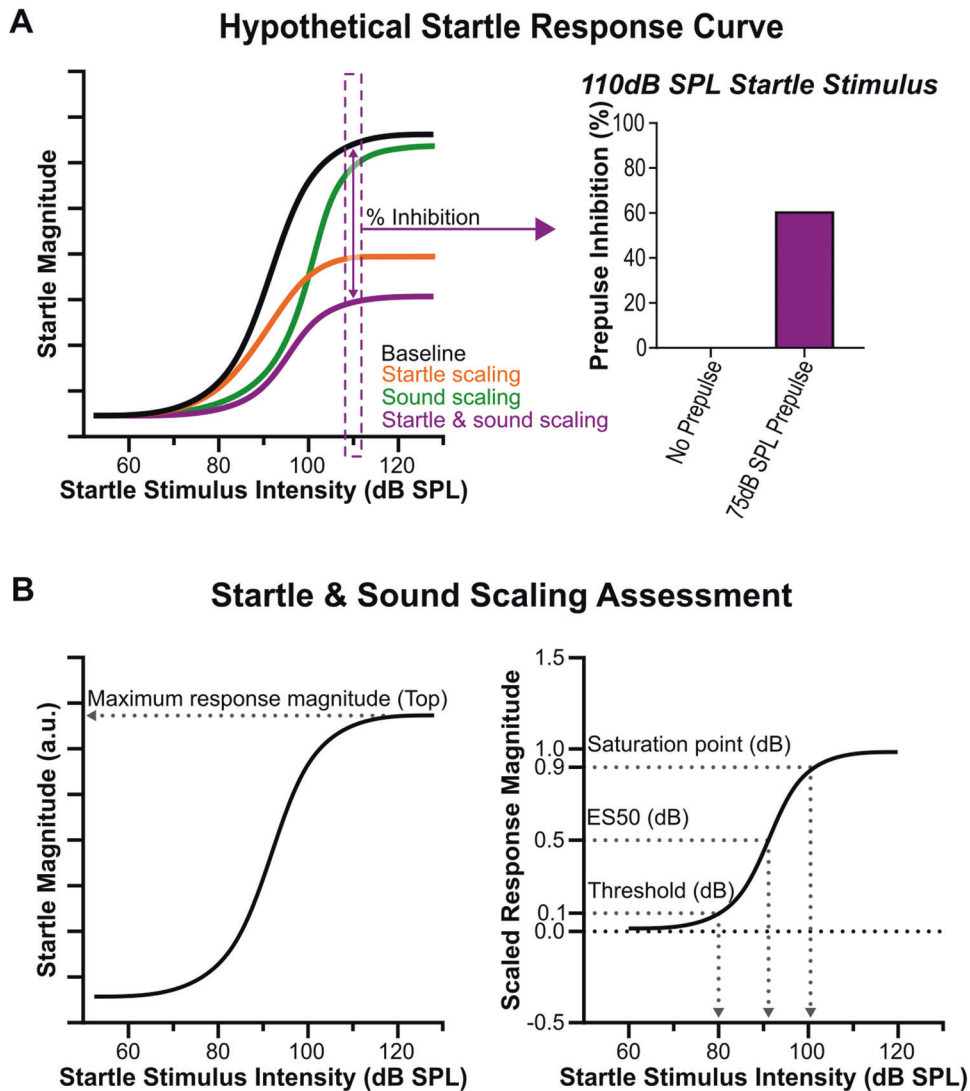 A
Hypothetical Startle Response Curve
Startle Magnitude
% Inhibition
Baseline
Startle scaling
Sound scaling
Startle & sound scaling
60 80 100 120
Startle Stimulus Intensity (dB SPL)
110dB SPL Startle Stimulus
Prepulse Inhibition (%)
100
80
60
40
20
0
No Prepulse
75dB SPL Prepulse
B
Startle & Sound Scaling Assessment
Startle Magnitude (a.u.)
Maximum response magnitude (Top)
60 80 100 120
Startle Stimulus Intensity (dB SPL)
Scaled Response Magnitude
1.5
1.0
0.9
0.5
0.1
0.0
-0.5
Saturation point (dB)
ES50 (dB)
Threshold (dB)
60 80 100 120
Startle Stimulus Intensity (dB SPL)